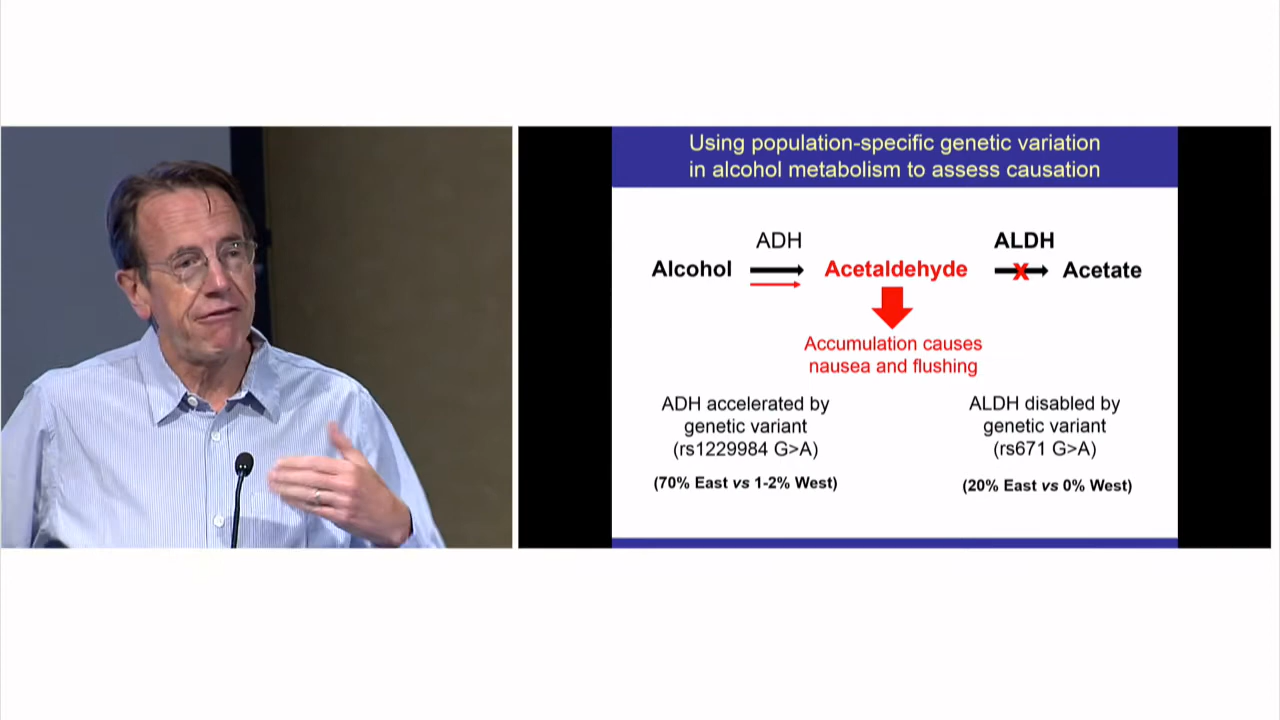 Using population-specific genetic variation
in alcohol metabolism to assess causation
ADH
ALDH
Alcohol
Acetaldehyde
Acetate
Accumulation causes
nausea and flushing
ADH accelerated by
genetic variant
(rs1229984 G>A)
(70% East vs 1-2% West)
ALDH disabled by
genetic variant
(rs671 G>A)
(20% East vs 0% West)